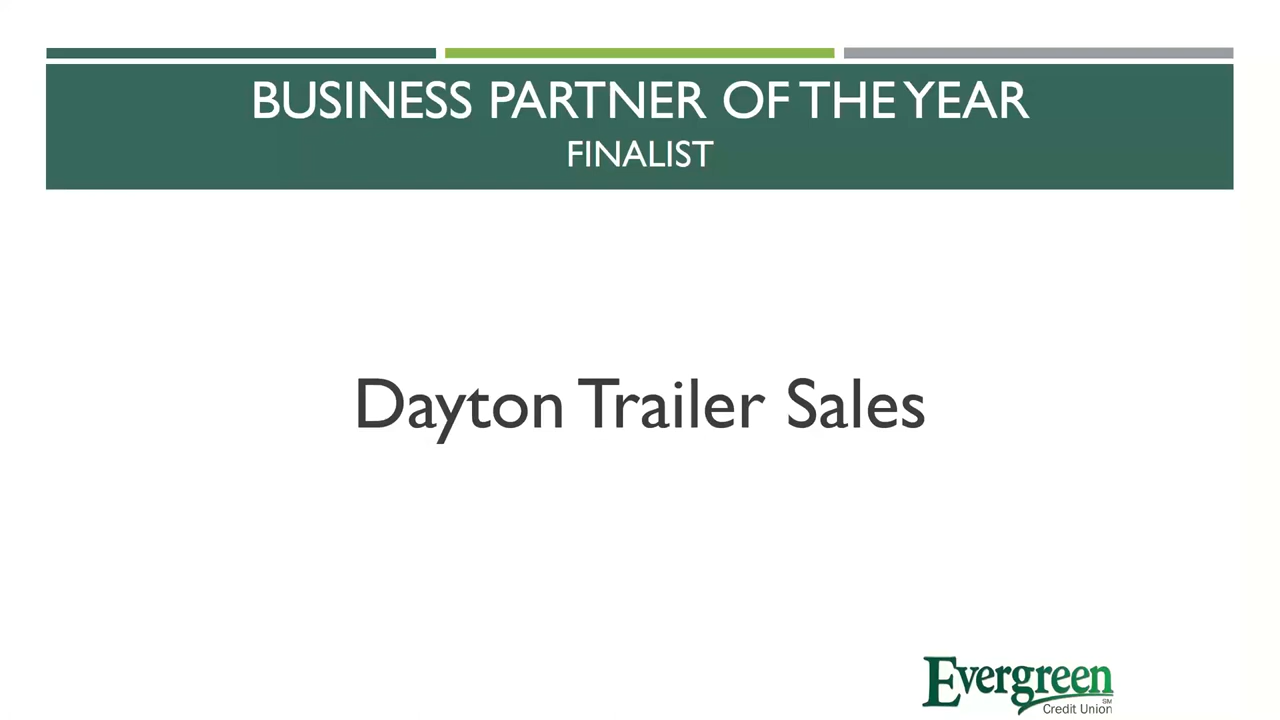 BUSINESS PARTNER OF THE YEAR
FINALIST
Dayton Trailer Sales
Evergreen
SM
Credit Union